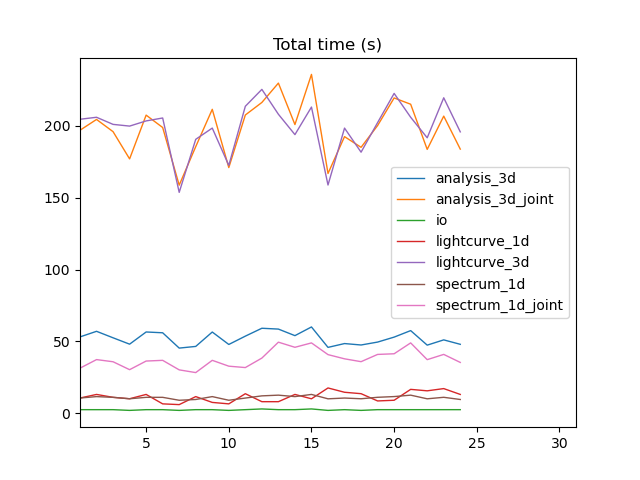 Total time (s)
200
150
100
50
0
analysis_3d
analysis_3d_joint
io
lightcurve_1d
lightcurve_3d
spectrum_1d
spectrum_1d_joint
5 10 15 20 25 30